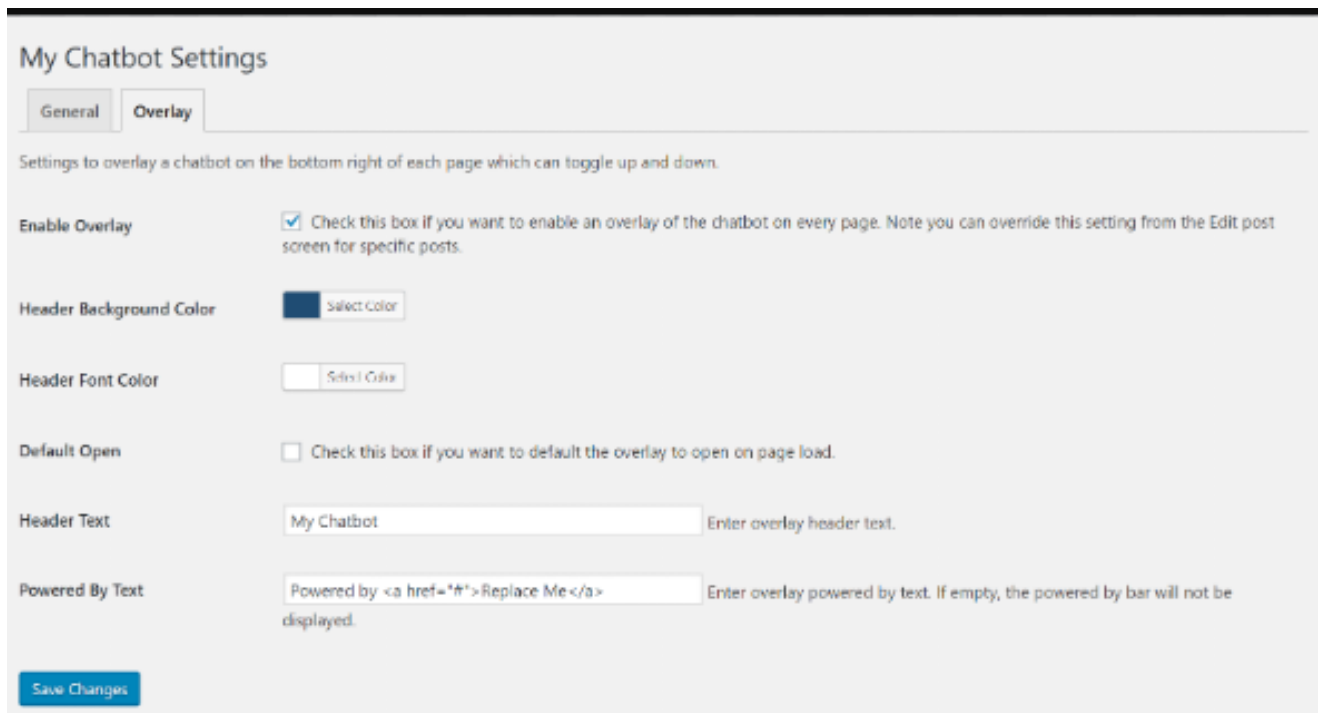 My Chatbot Settings
General Overlay
Settings to overlay a chatbot on the bottom right of each page which can toggle up and down.
Enable Overlay Check this box if you want to enable an overlay of the chatbot on every page. Note you can override this setting from the Edit post
screen for specific posts.
Header Background Color Select Color
Header Font Color Select Color
Default Open Check this box if you want to default the overlay to open on page load.
Header Text My Chatbot Enter overlay header text.
Powered By Text Powered by <a href="#">Replace Me</a> Enter overlay powered by text. If empty, the powered by bar will not be
displayed.
Save Changes